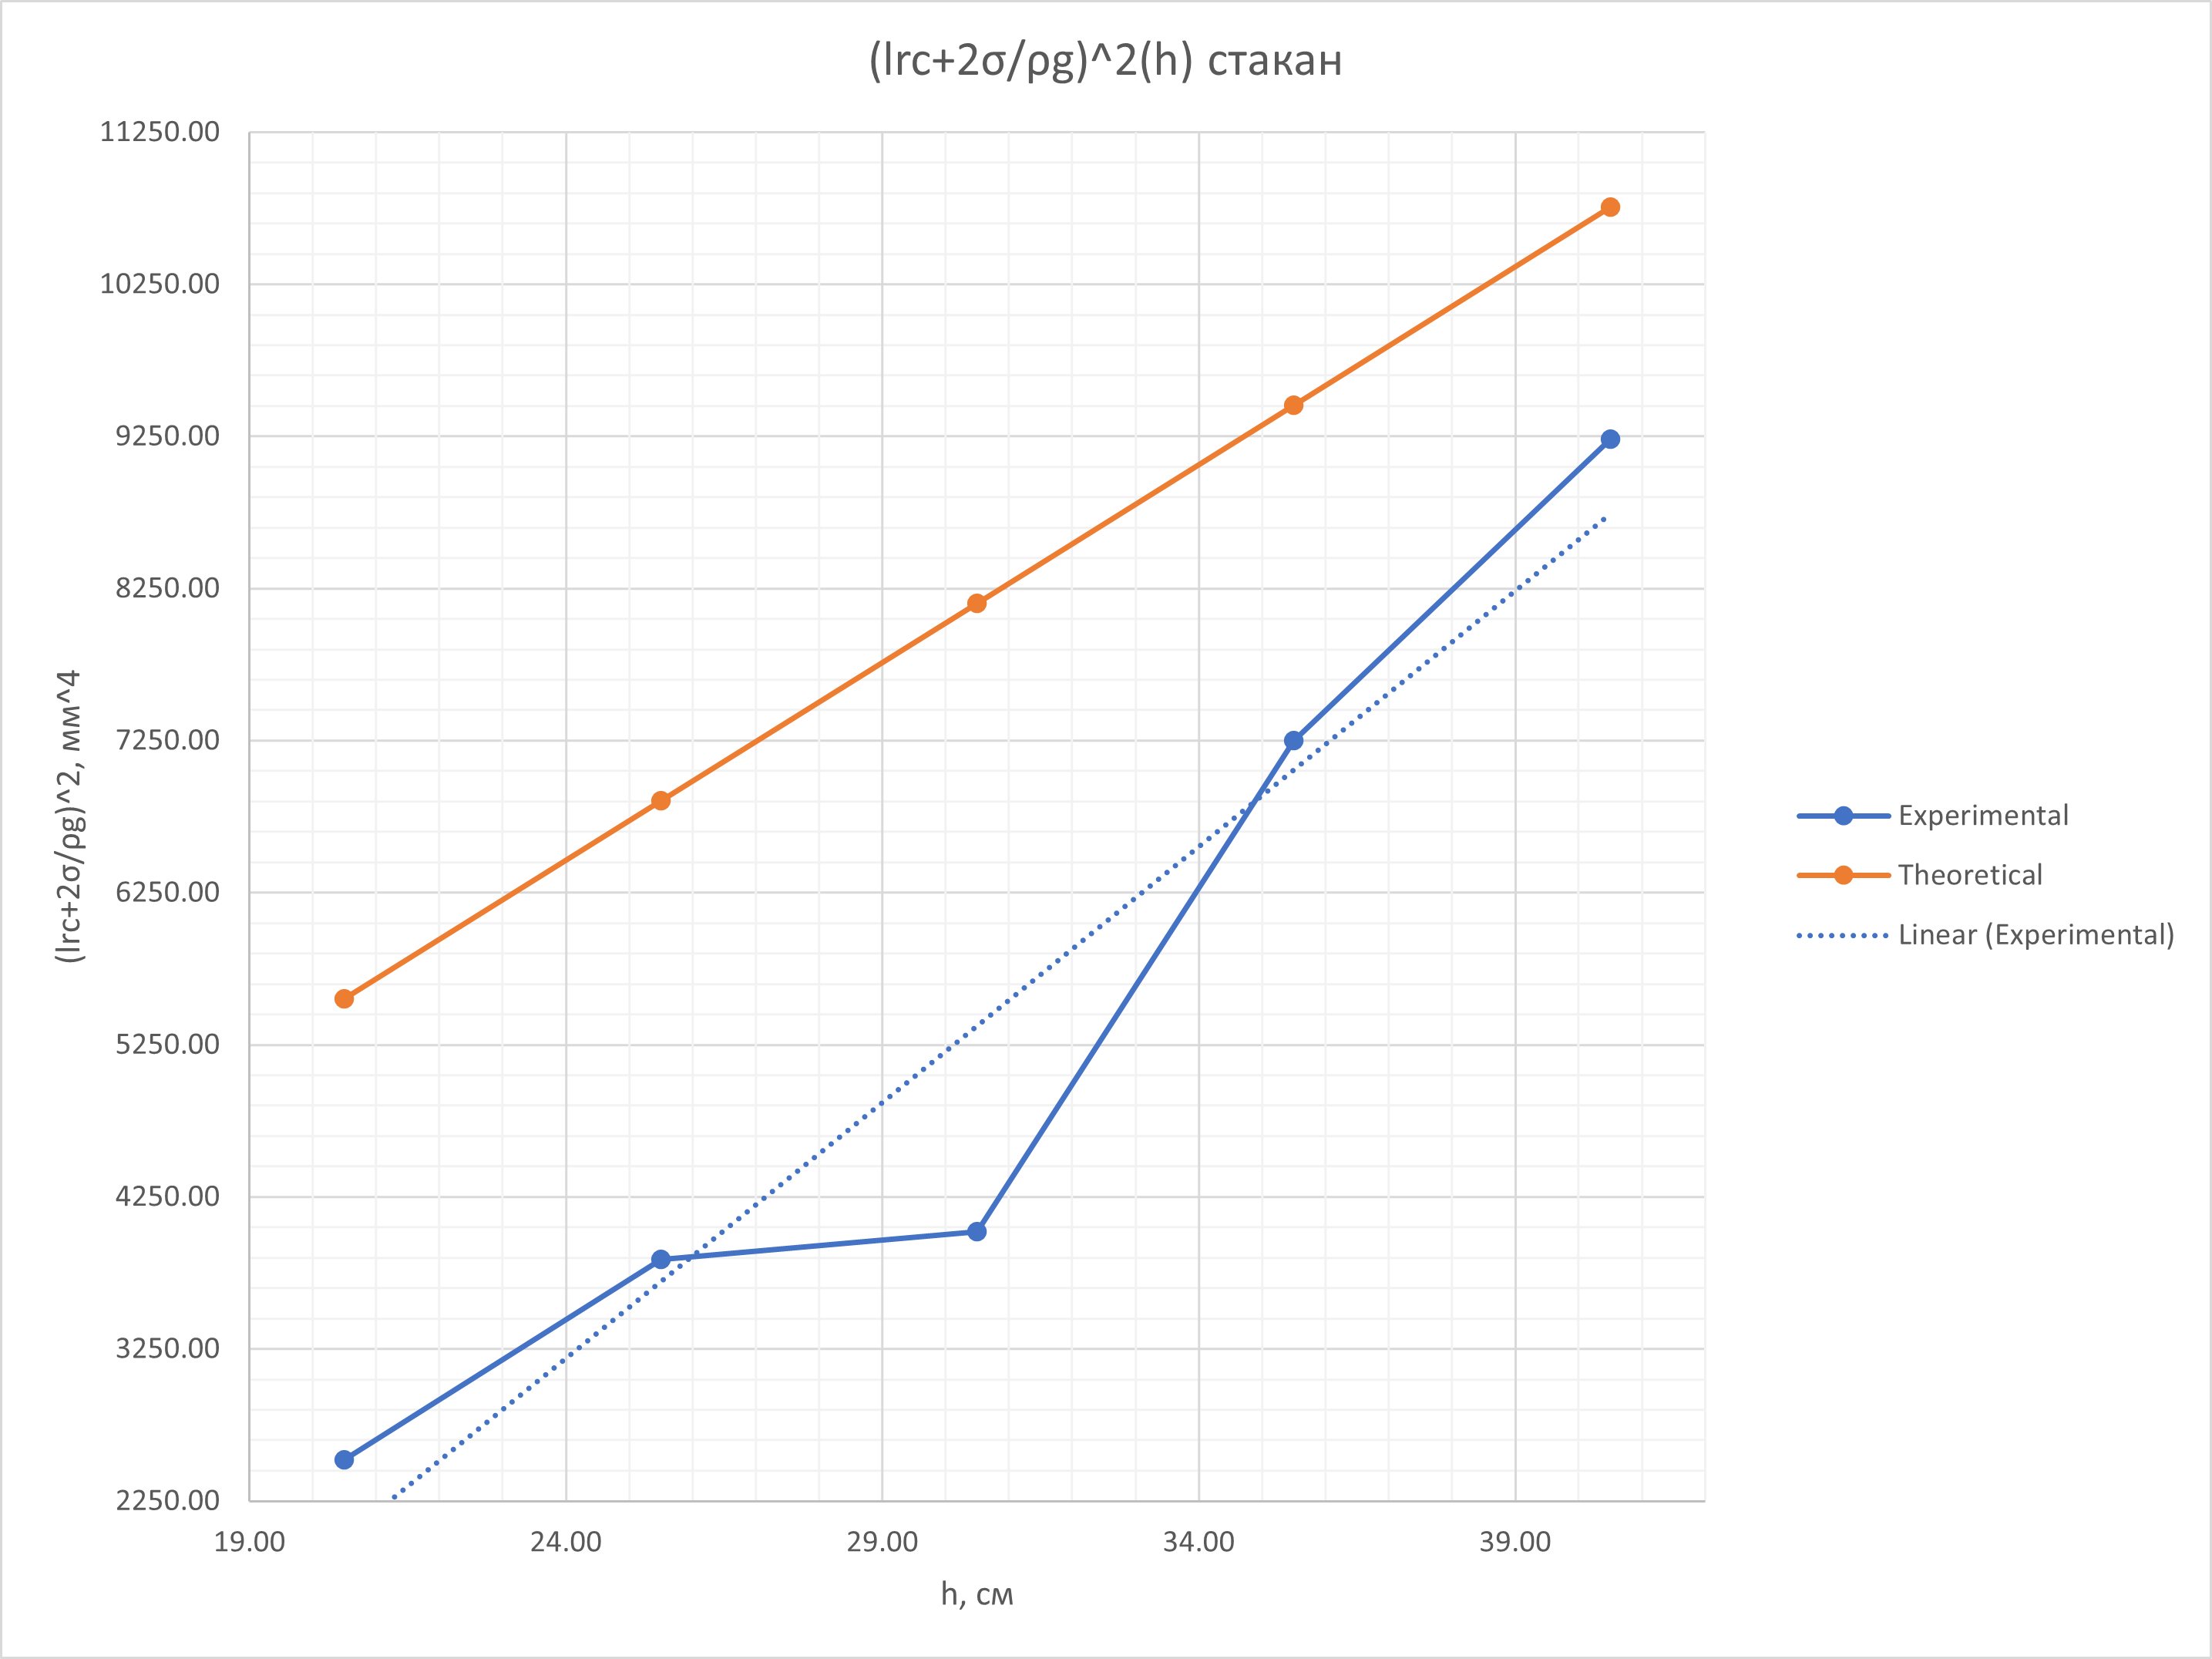 (lrc+2σ/ρg)^2(h) стакан
11250.00
10250.00
9250.00
8250.00
7250.00
6250.00
5250.00
4250.00
3250.00
2250.00
(lrc+2σ/ρg)^2, мм^4
19.00
24.00
29.00
34.00
39.00
h, см
Experimental
Theoretical
Linear (Experimental)